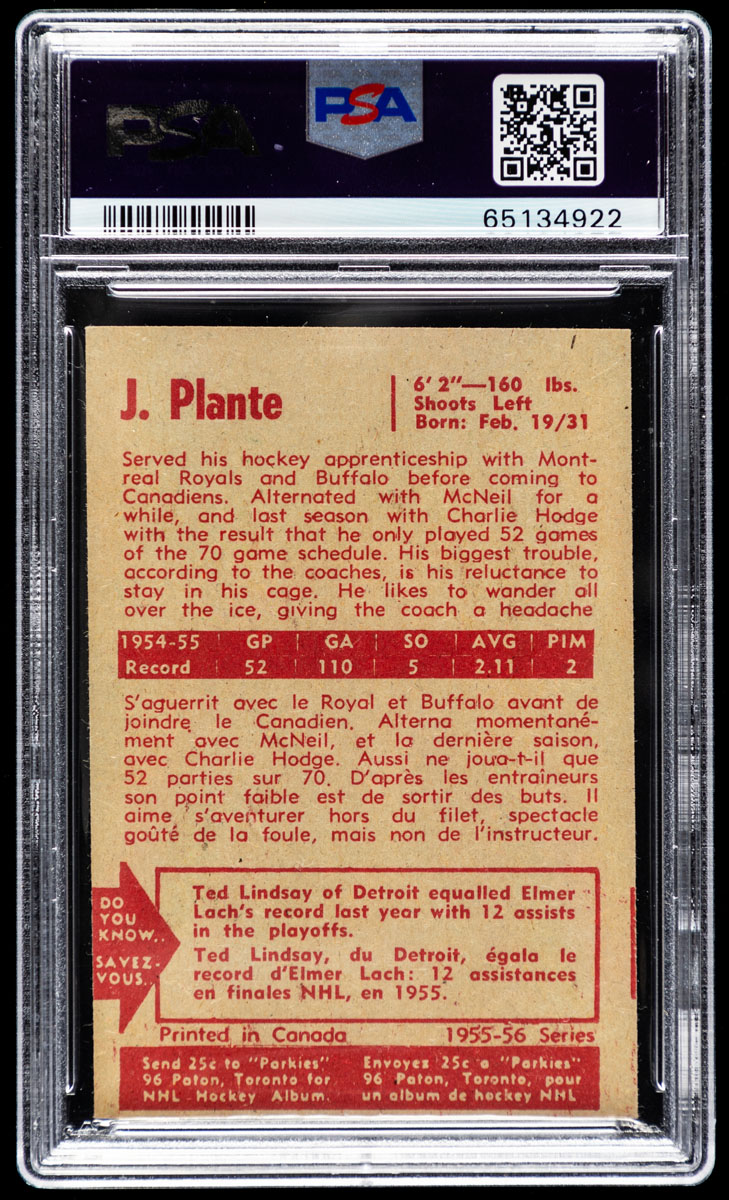 PSA
PSA
65134922
J. Plante
6' 2"—160 lbs.
Shoots Left
Born: Feb. 19/31
Served his hockey apprenticeship with Mont-
real Royals and Buffalo before coming to
Canadiens. Alternated with McNeil for a
while, and last season with Charlie Hodge
with the result that he only played 52 games
of the 70 game schedule. His biggest trouble,
according to the coaches, is his reluctance to
stay in his cage. He likes to wander all
over the ice, giving the coach a headache
1954-55 GP GA SO AVG PIM
Record 52 110 5 2.11 2
S'aguerrit avec le Royal et Buffalo avant de
joindre le Canadien. Alterna momentané-
ment avec McNeil, et la dernière saison,
avec Charlie Hodge. Aussi ne joua-t-il que
52 parties sur 70. D'après les entraîneurs
son point faible est de sortir des buts. Il
aime s'aventurer hors du filet, spectacle
goûté de la foule, mais non de l'instructeur.
DO
YOU
KNOW..
SAVEZ-
VOUS..
Ted Lindsay of Detroit equalled Elmer
Lach's record last year with 12 assists
in the playoffs.
Ted Lindsay, du Detroit, égala le
record d'Elmer Lach: 12 assistances
en finales NHL, en 1955.
Printed in Canada 1955-56 Series
Send 25c to "Parkies"
96 Paton, Toronto for
NHL Hockey Album.
Envoyez 25c a "Parkies"
96 Paton, Toronto, pour
un album de hockey NHL